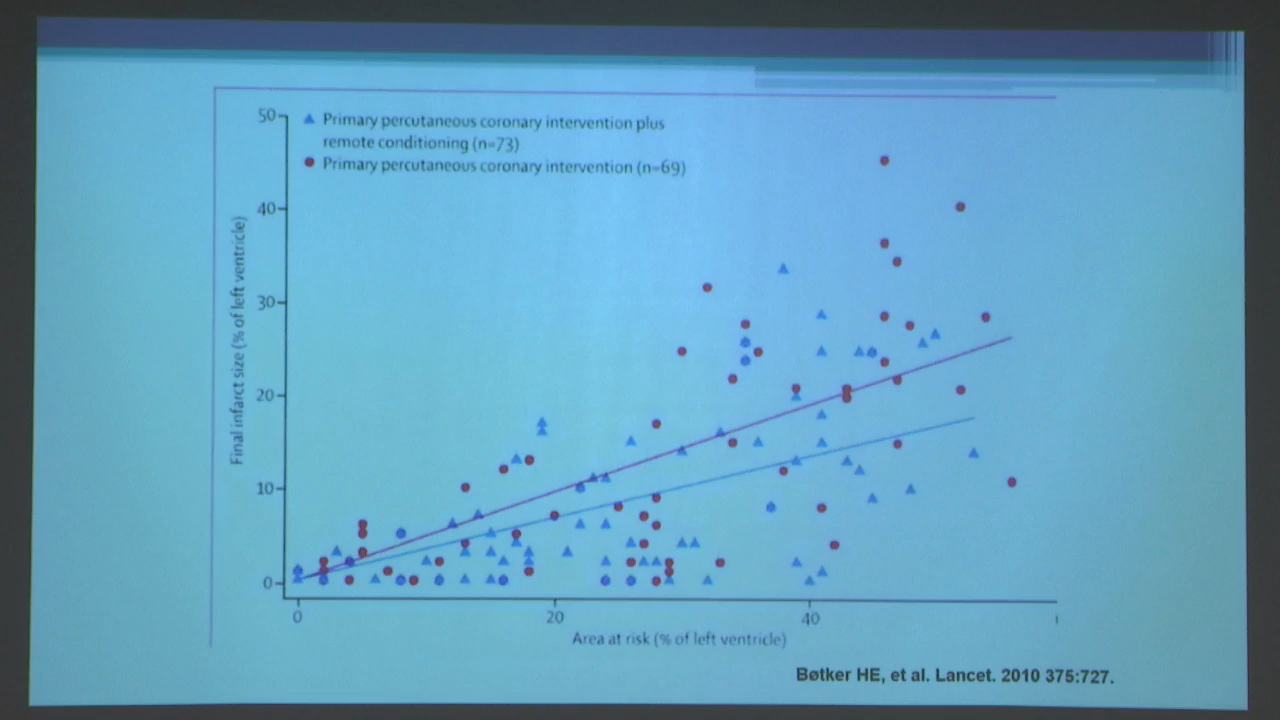 50
Primary percutaneous coronary intervention plus
remote conditioning (n=73)
Primary percutaneous coronary intervention (n=69)
40
30
20
10
0
Final infarct size (% of left ventricle)
0
20
40
Area at risk (% of left ventricle)
Bøtker HE, et al. Lancet. 2010 375:727.